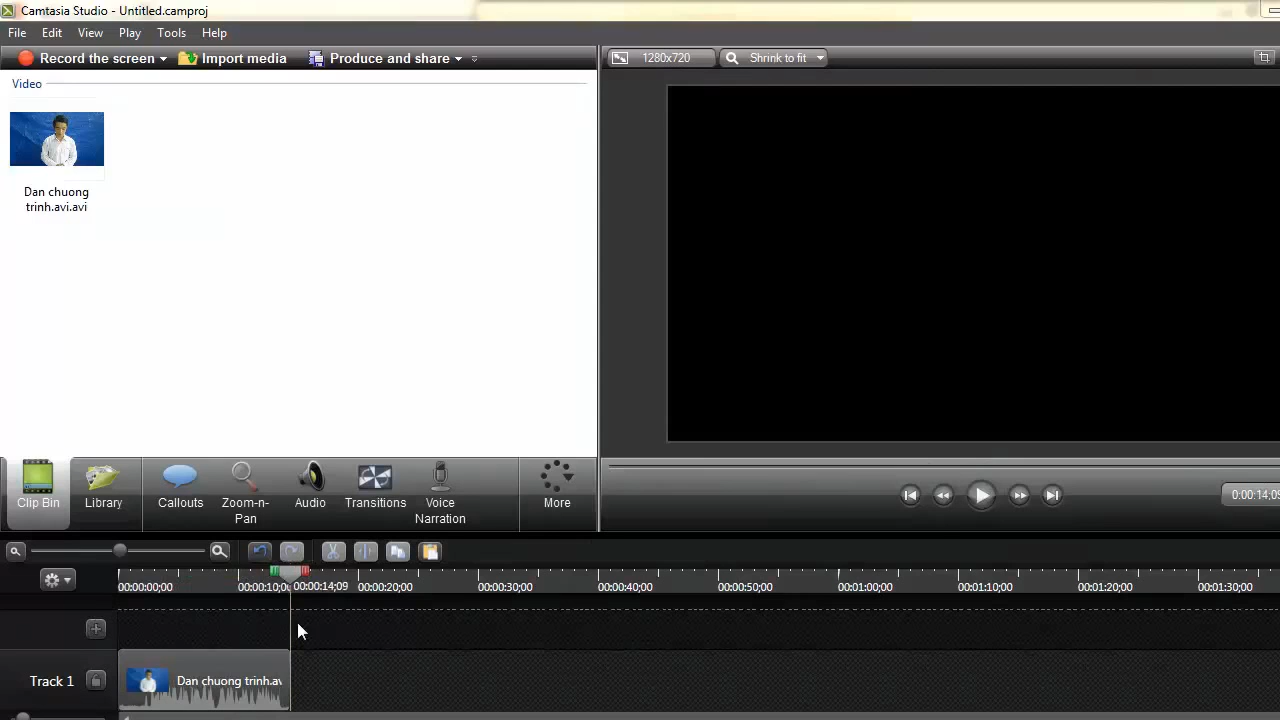 Camtasia Studio - Untitled.camproj
File Edit View Play Tools Help
Record the screen Import media Produce and share
1280x720 Shrink to fit
Video
Dan chuong
trinh.avi.avi
Clip Bin Library Callouts Zoom-n-
Pan Audio Transitions Voice
Narration More
00:00:00;00 00:00:10;0 00:00:14;09 00:00:20;00 00:00:30;00 00:00:40;00 00:00:50;00 00:01:00;00 00:01:10;00 00:01:20;00 00:01:30;00
0:00:14;09
Track 1 Dan chuong trinh.av